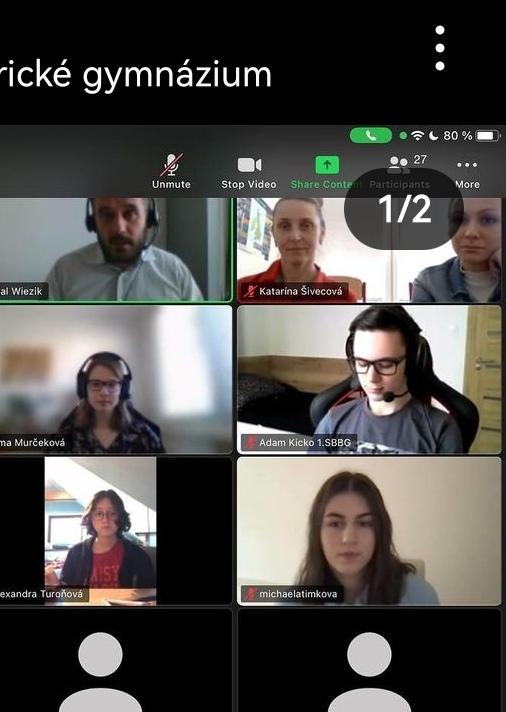 rické gymnázium
80 %
27
Unmute
Stop Video
Share Content
Participants
More
1/2
al Wiezik
Katarína Šivecová
ma Murčeková
Adam Kicko 1.SBBG
exandra Turoňová
michaelatimkova